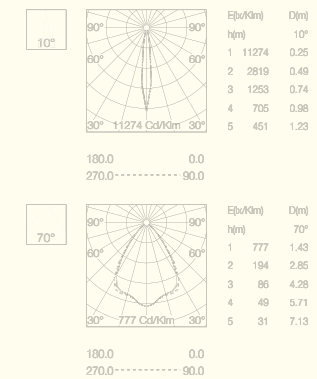 10°
90° 90°
60° 60°
30° 11274 Cd/Klm 30°
180.0 0.0
270.0 90.0
E(lx/Klm) D(m)
h(m) 10°
1 11274 0.25
2 2819 0.49
3 1253 0.74
4 705 0.98
5 451 1.23
70°
90° 90°
60° 60°
30° 777 Cd/Klm 30°
180.0 0.0
270.0 90.0
E(lx/Klm) D(m)
h(m) 70°
1 777 1.43
2 194 2.85
3 86 4.28
4 49 5.71
5 31 7.13